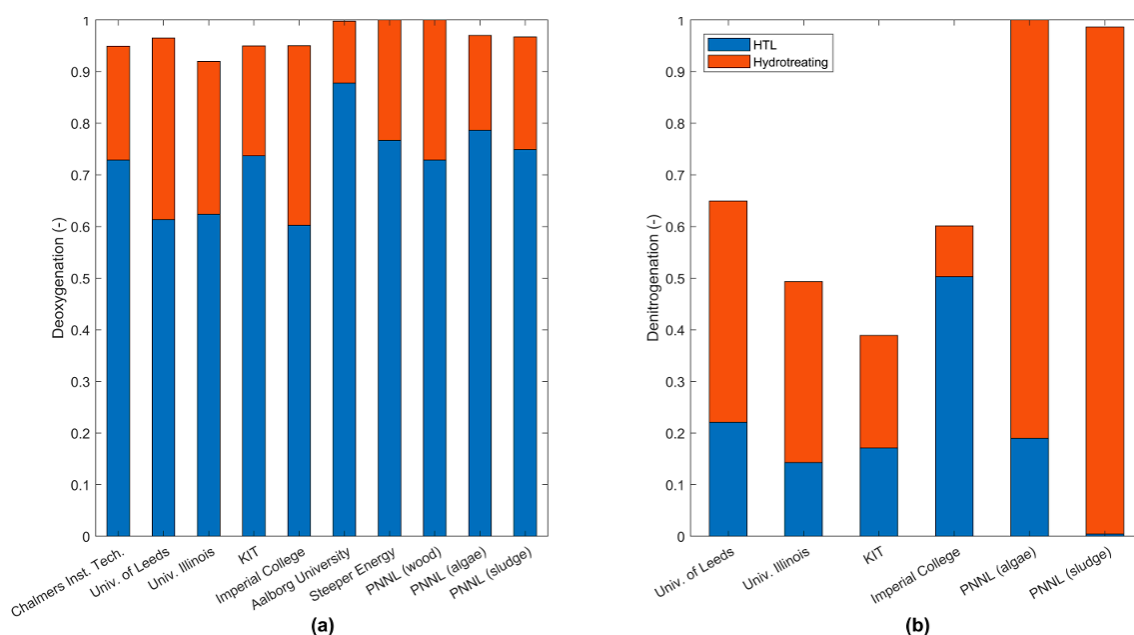 Deoxygenation (-)
1
0.9
0.8
0.7
0.6
0.5
0.4
0.3
0.2
0.1
0
Chalmers Inst. Tech.
Univ. of Leeds
Univ. Illinois
KIT
Imperial College
Aalborg University
Steeper Energy
PNNL (wood)
PNNL (algae)
PNNL (sludge)
(a)
Denitrogenation (-)
1
0.9
0.8
0.7
0.6
0.5
0.4
0.3
0.2
0.1
0
HTL
Hydrotreating
Univ. of Leeds
Univ. Illinois
KIT
Imperial College
PNNL (algae)
PNNL (sludge)
(b)